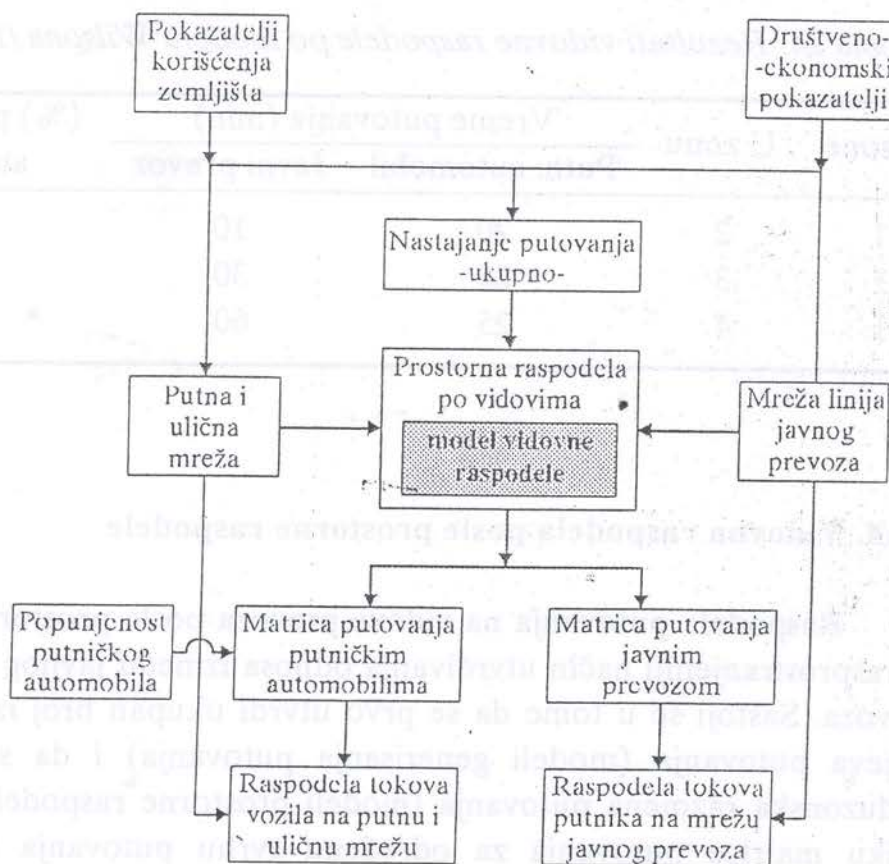 Pokazatelji
korišćenja
zemljišta
Društveno-
-ekonomski
pokazatelji
Nastajanje putovanja
-ukupno-
Prostorna raspodela
po vidovima
model vidovne
raspodele
Putna i
ulična
mreža
Mreža linija
javnog
prevoza
Popunjenost
putničkog
automobila
Matrica putovanja
putničkim
automobilima
Matrica putovanja
javnim
prevozom
Raspodela tokova
vozila na putnu i
uličnu mrežu
Raspodela tokova
putnika na mrežu
javnog prevoza